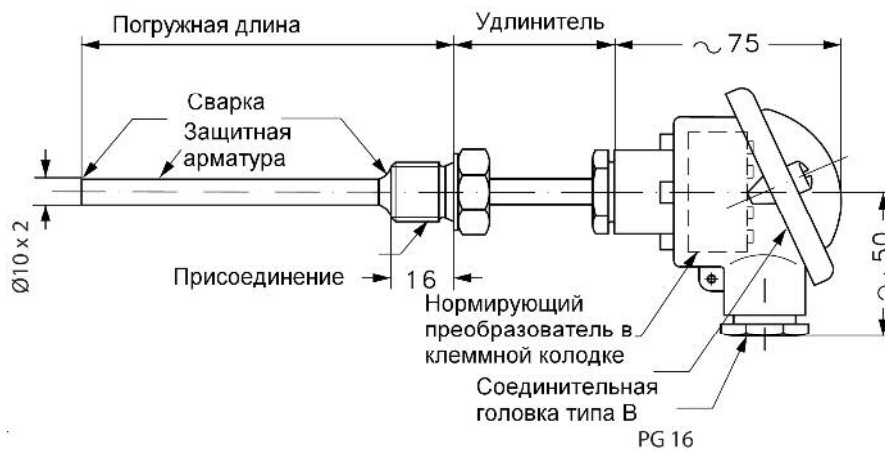 Погружная длина
Удлинитель
~ 75
Сварка
Защитная
арматура
Ø10 x 2
Присоединение
16
~ 50
Нормирующий
преобразователь в
клеммной колодке
Соединительная
головка типа В
PG 16